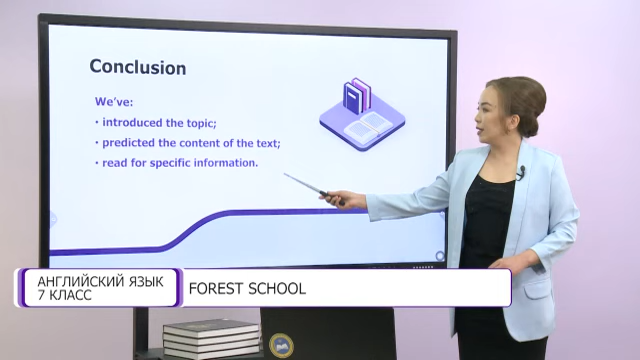 Conclusion
We've:
• introduced the topic;
• predicted the content of the text;
• read for specific information.
АНГЛИЙСКИЙ ЯЗЫК
7 КЛАСС
FOREST SCHOOL